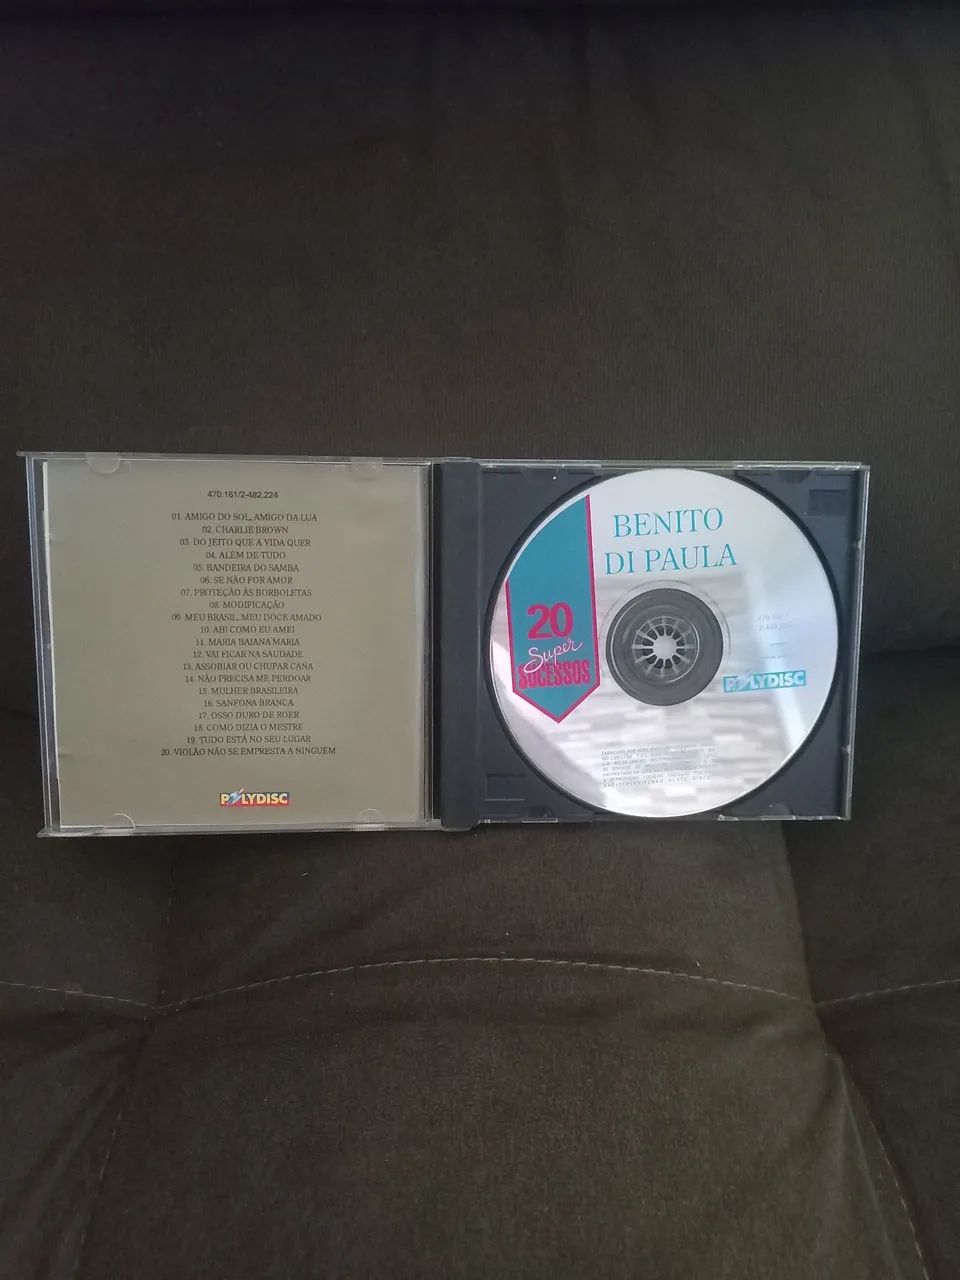 470.161/2-482.224
01. AMIGO DO SOL, AMIGO DA LUA
02. CHARLIE BROWN
03. DO JEITO QUE A VIDA QUER
04. ALÉM DE TUDO
05. BANDEIRA DO SAMBA
06. SE NÃO FOR AMOR
07. PROTEÇÃO ÀS BORBOLETAS
08. MODIFICAÇÃO
09. MEU BRASIL, MEU DOCE AMADO
10. AH! COMO EU AMEI
11. MARIA BAIANA MARIA
12. VAI FICAR NA SAUDADE
13. ASSOBIAR OU CHUPAR CANA
14. NÃO PRECISA ME PERDOAR
15. MULHER BRASILEIRA
16. SANFONA BRANCA
17. OSSO DURO DE ROER
18. COMO DIZIA O MESTRE
19. TUDO ESTÁ NO SEU LUGAR
20. VIOLÃO NÃO SE EMPRESTA A NINGUÉM
POLYDISC
BENITO
DI PAULA
20
Super
SUCESSOS
470.161/
POLYDISC